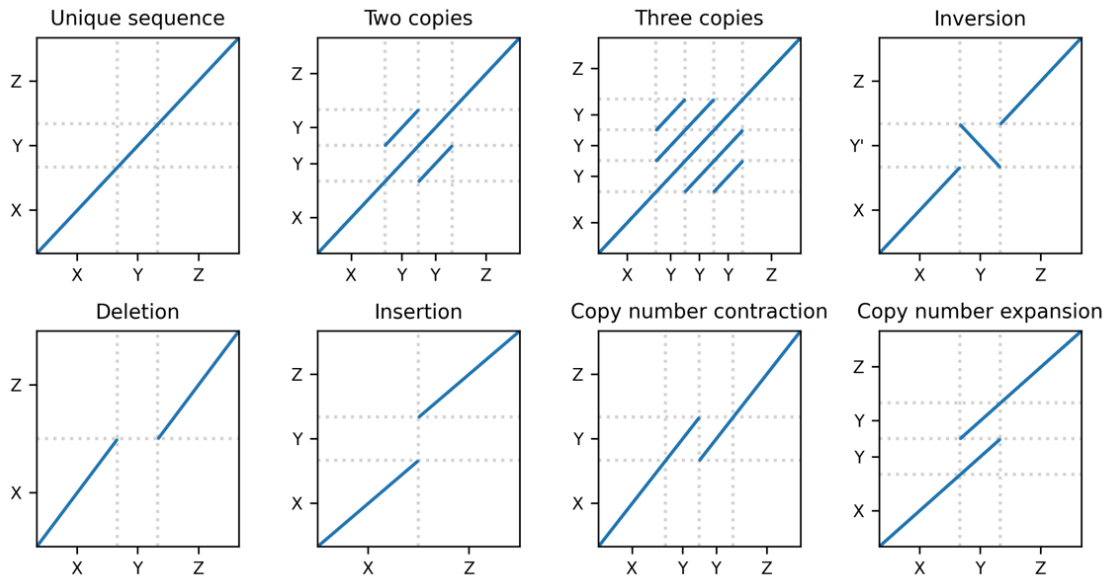 Unique sequence
Z
Y
X
X Y Z
Two copies
Z
Y
Y
X
X Y Y Z
Three copies
Z
Y
Y
Y
X
X Y Y Y Z
Inversion
Z
Y'
X
X Y Z
Deletion
Z
X
X Y Z
Insertion
Z
Y
X
X Z
Copy number contraction
Z
Y
X
X Y Y Z
Copy number expansion
Z
Y
Y
X
X Y Z